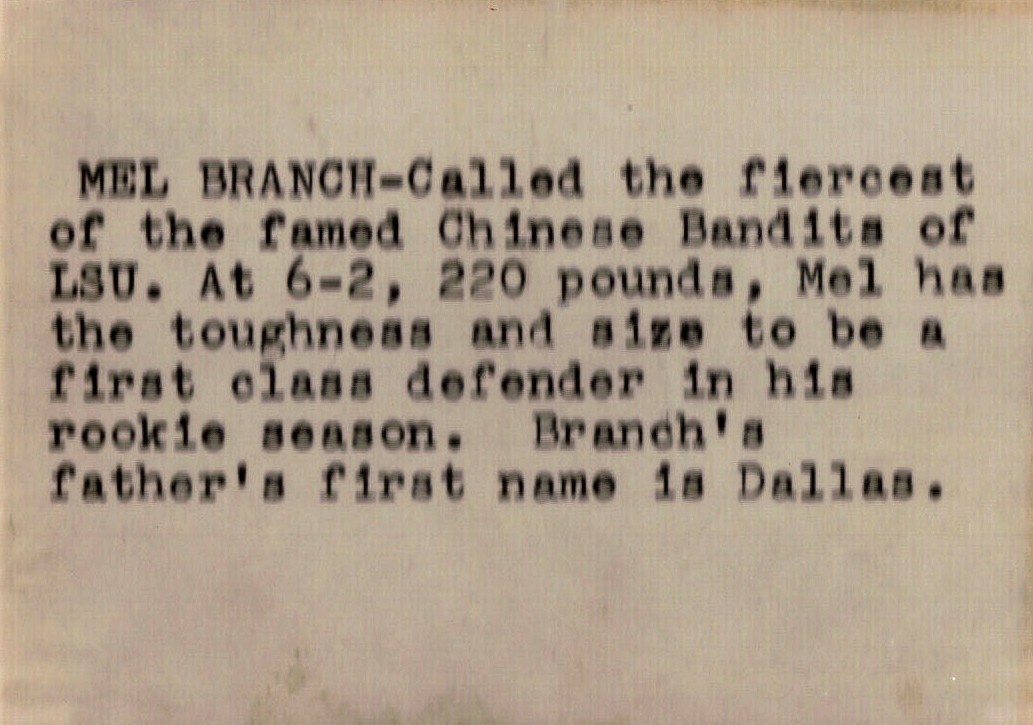 MEL BRANCH-Called the fiercest
of the famed Chinese Bandits of
LSU. At 6-2, 220 pounds, Mel has
the toughness and size to be a
first class defender in his
rookie season. Branch's
father's first name is Dallas.